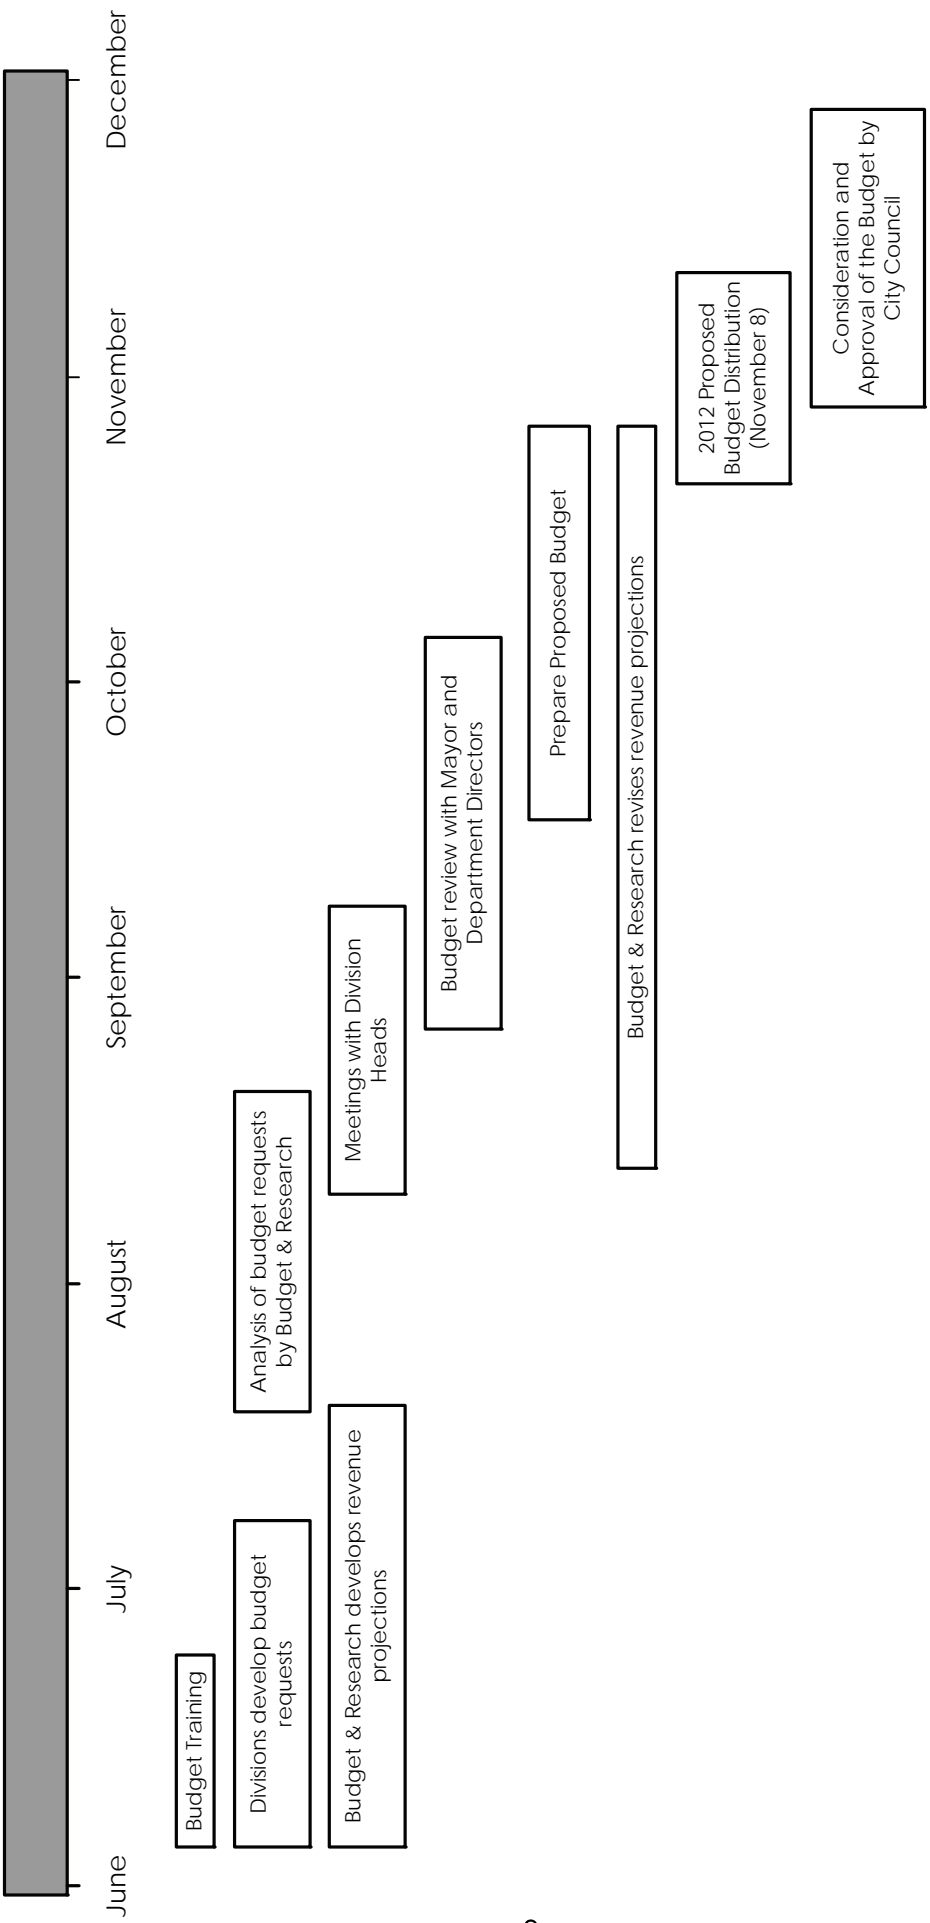 June
July
August
September
October
November
December
Budget Training
Divisions develop budget
requests
Analysis of budget requests
by Budget & Research
Budget & Research develops revenue
projections
Meetings with Division
Heads
Budget review with Mayor and
Department Directors
Prepare Proposed Budget
Budget & Research revises revenue projections
2012 Proposed
Budget Distribution
(November 8)
Consideration and
Approval of the Budget by
City Council